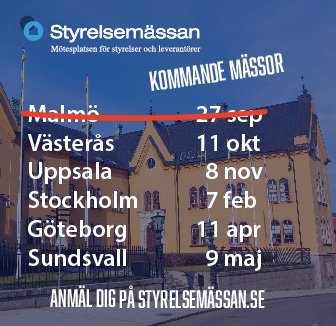 Styrelsemässan
Mötesplatsen för styrelser och leverantörer
KOMMANDE MÄSSOR
Malmö 27 sep
Västerås 11 okt
Uppsala 8 nov
Stockholm 7 feb
Göteborg 11 apr
Sundsvall 9 maj
ANMÄL DIG PÅ STYRELSEMÄSSAN.SE